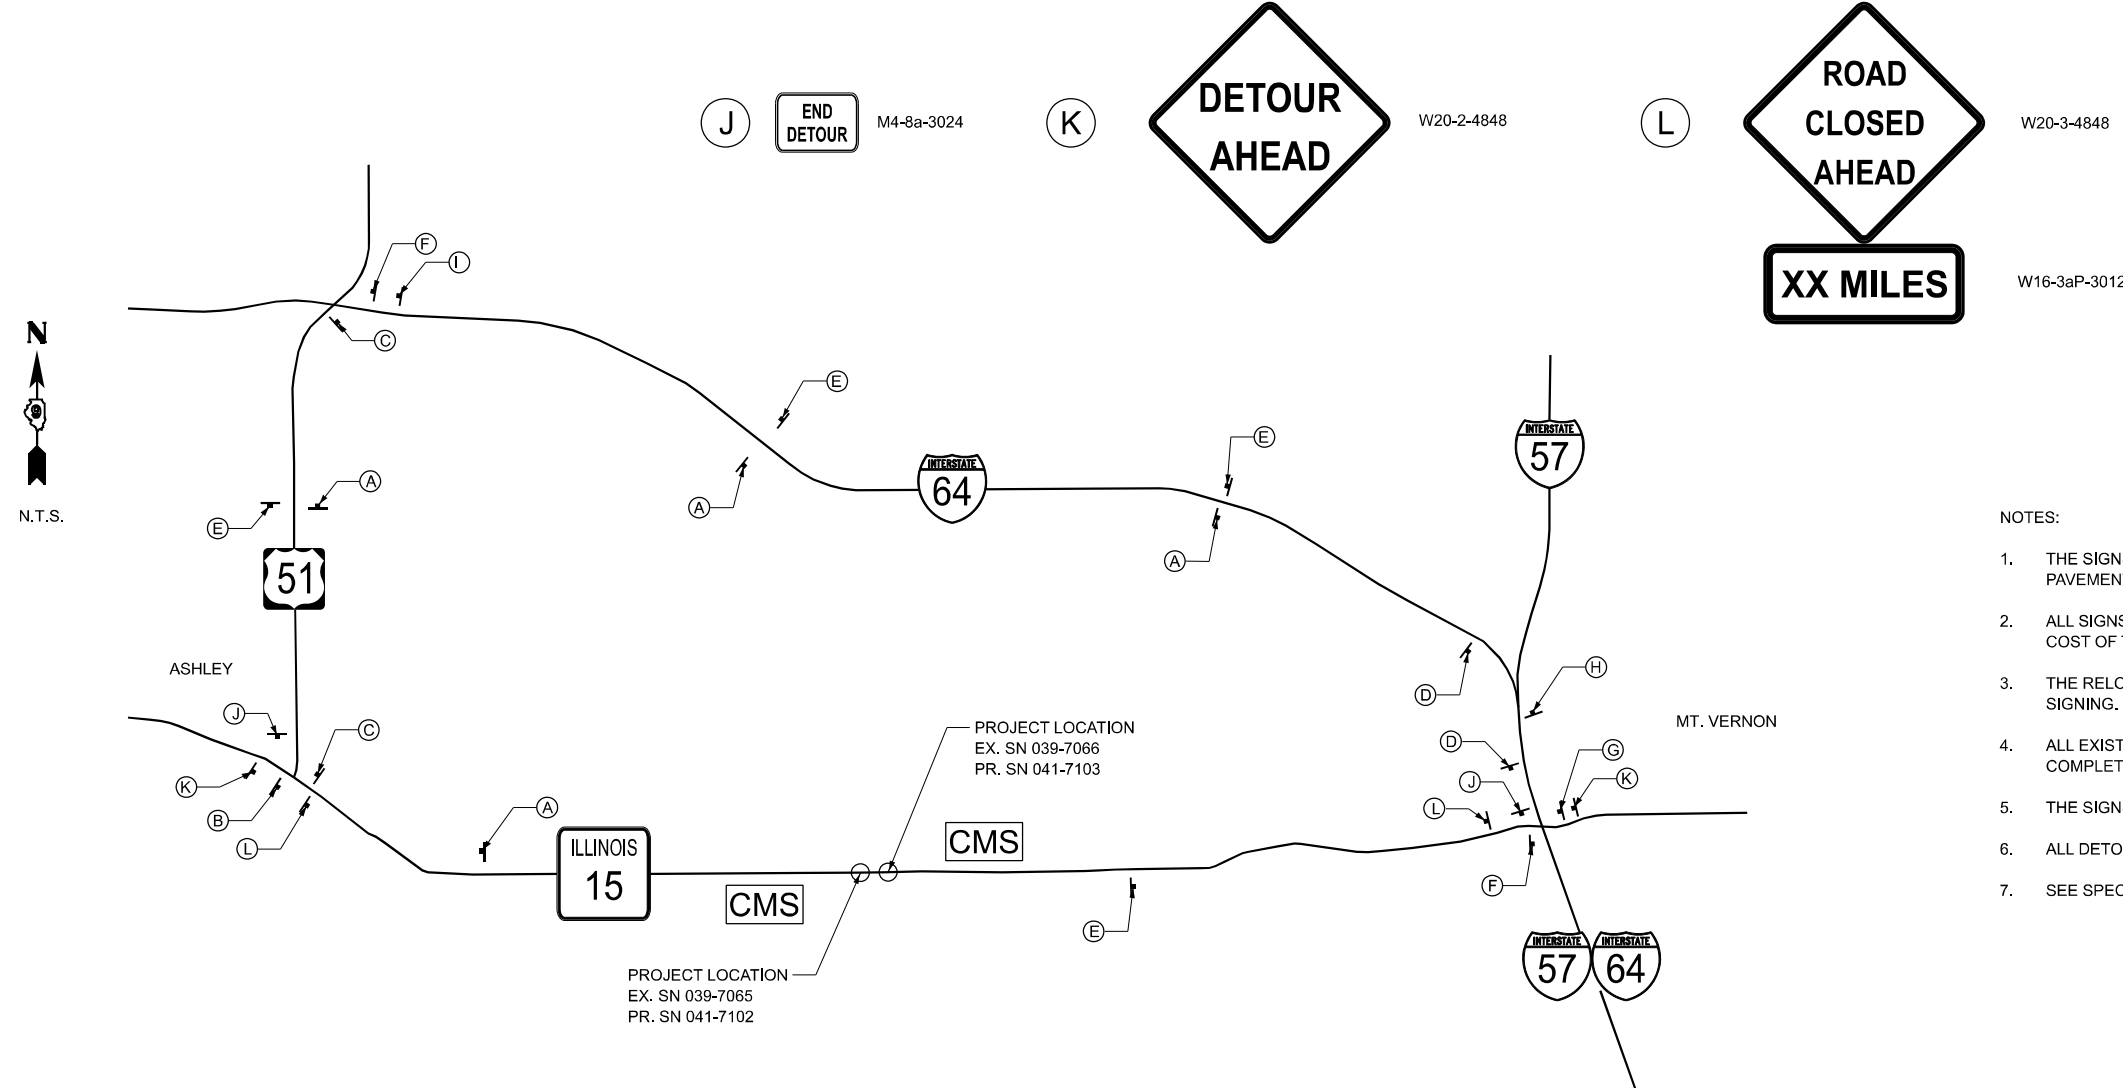 J
END
DETOUR
M4-8a-3024
K
DETOUR
AHEAD
W20-2-4848
L
ROAD
CLOSED
AHEAD
W20-3-4848
XX MILES
W16-3aP-3012
F
I
C
N
9
N.T.S.
E
A
E
A
INTERSTATE
64
E
A
INTERSTATE
57
E
A
51
ASHLEY
J
C
K
B
L
A
ILLINOIS
15
CMS
PROJECT LOCATION
EX. SN 039-7066
PR. SN 041-7103
CMS
PROJECT LOCATION
EX. SN 039-7065
PR. SN 041-7102
E
D
H
MT. VERNON
D
G
J
K
L
F
INTERSTATE
57
INTERSTATE
64
NOTES:
1. THE SIGN
PAVEMEN
2. ALL SIGNS
COST OF
3. THE RELO
SIGNING.
4. ALL EXIST
COMPLET
5. THE SIGN
6. ALL DETO
7. SEE SPEC